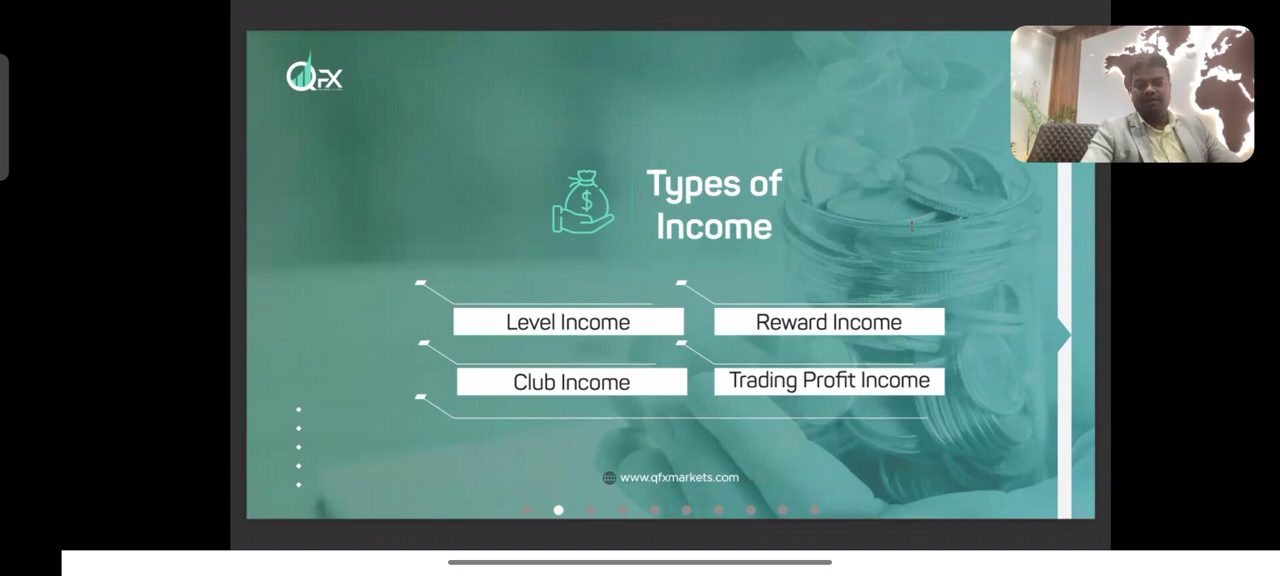 QFX
Types of
Income
Level Income
Reward Income
Club Income
Trading Profit Income
www.qfxmarkets.com